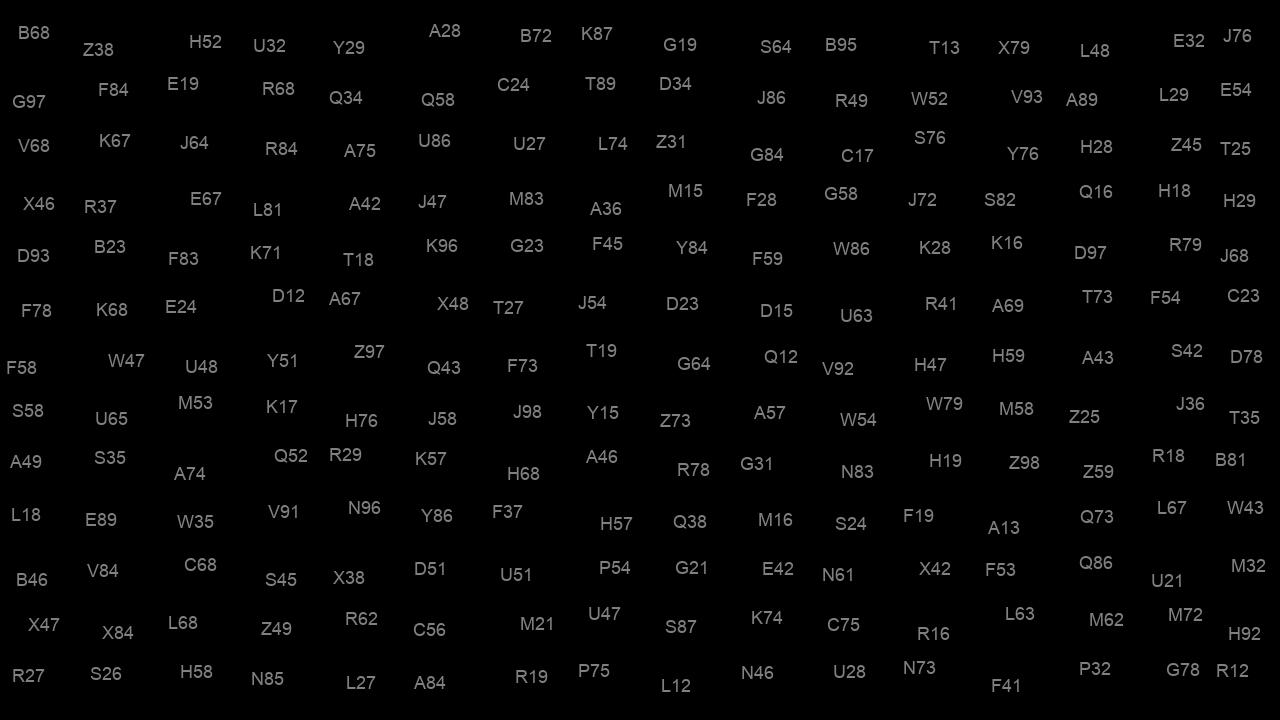 B68 Z38 H52 U32 Y29 A28 B72 K87 G19 S64 B95 T13 X79 L48 E32 J76
G97 F84 E19 R68 Q34 Q58 C24 T89 D34 J86 R49 W52 V93 A89 L29 E54
V68 K67 J64 R84 A75 U86 U27 L74 Z31 G84 C17 S76 Y76 H28 Z45 T25
X46 R37 E67 L81 A42 J47 M83 A36 M15 F28 G58 J72 S82 Q16 H18 H29
D93 B23 F83 K71 T18 K96 G23 F45 Y84 F59 W86 K28 K16 D97 R79 J68
F78 K68 E24 D12 A67 X48 T27 J54 D23 D15 U63 R41 A69 T73 F54 C23
F58 W47 U48 Y51 Z97 Q43 F73 T19 G64 Q12 V92 H47 H59 A43 S42 D78
S58 U65 M53 K17 H76 J58 J98 Y15 Z73 A57 W54 W79 M58 Z25 J36 T35
A49 S35 A74 Q52 R29 K57 H68 A46 R78 G31 N83 H19 Z98 Z59 R18 B81
L18 E89 W35 V91 N96 Y86 F37 H57 Q38 M16 S24 F19 A13 Q73 L67 W43
B46 V84 C68 S45 X38 D51 U51 P54 G21 E42 N61 X42 F53 Q86 U21 M32
X47 X84 L68 Z49 R62 C56 M21 U47 S87 K74 C75 R16 L63 M62 M72 H92
R27 S26 H58 N85 L27 A84 R19 P75 L12 N46 U28 N73 F41 P32 G78 R12